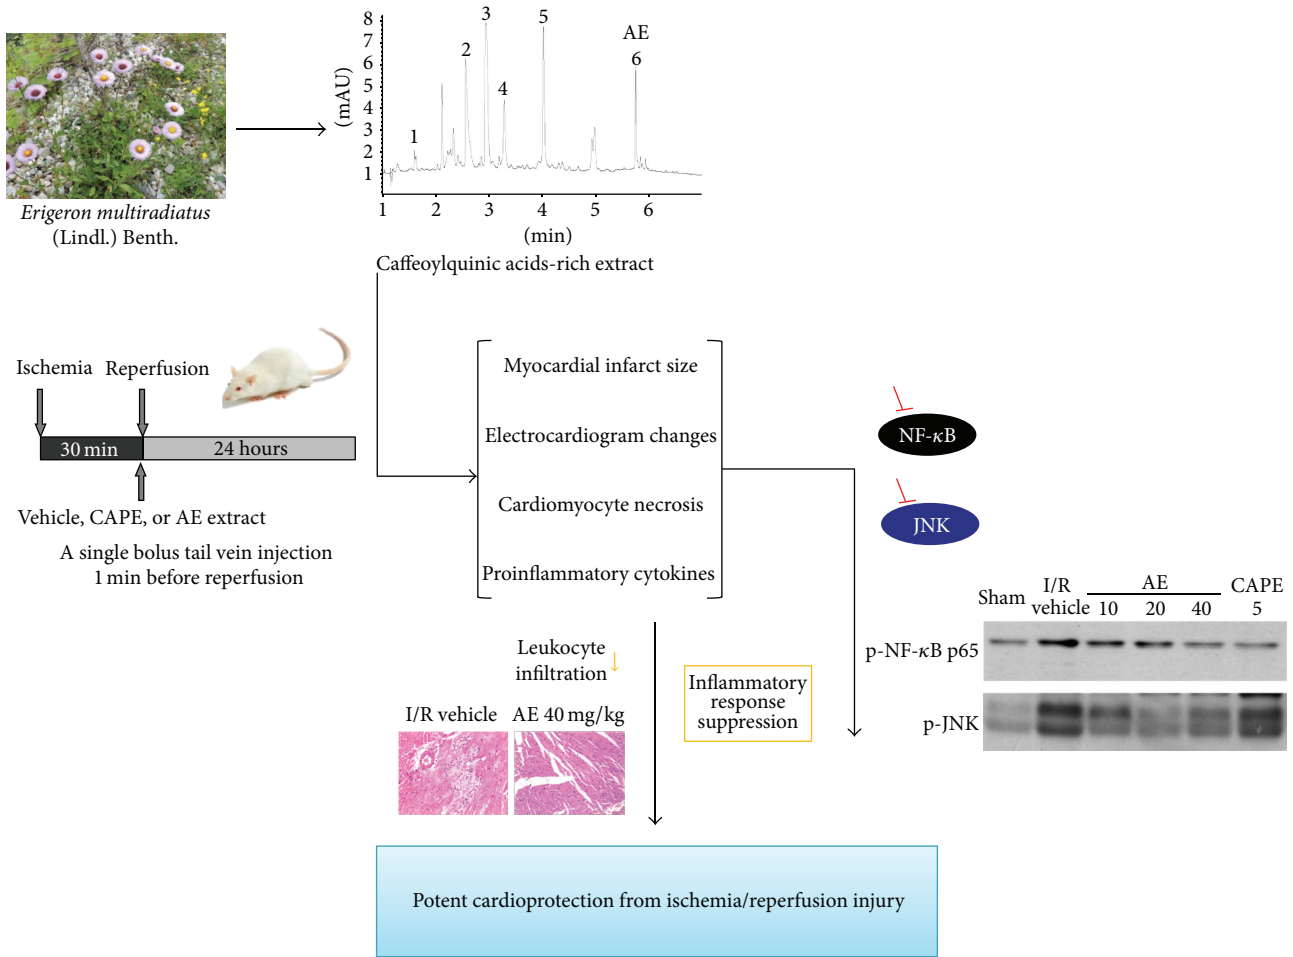 8
7
6
5
4
3
2
1
(mAU)
1
2
3
4
5
AE
6
1 2 3 4 5 6
(min)
Erigeron multiradiatus
(Lindl.) Benth.
Caffeoylquinic acids-rich extract
Ischemia Reperfusion
30 min 24 hours
Vehicle, CAPE, or AE extract
A single bolus tail vein injection
1 min before reperfusion
Myocardial infarct size
Electrocardiogram changes
Cardiomyocyte necrosis
Proinflammatory cytokines
NF-κB
JNK
Leukocyte
infiltration
I/R vehicle AE 40 mg/kg
Inflammatory
response
suppression
Sham I/R vehicle AE CAPE
10 20 40 5
p-NF-κB p65
p-JNK
Potent cardioprotection from ischemia/reperfusion injury